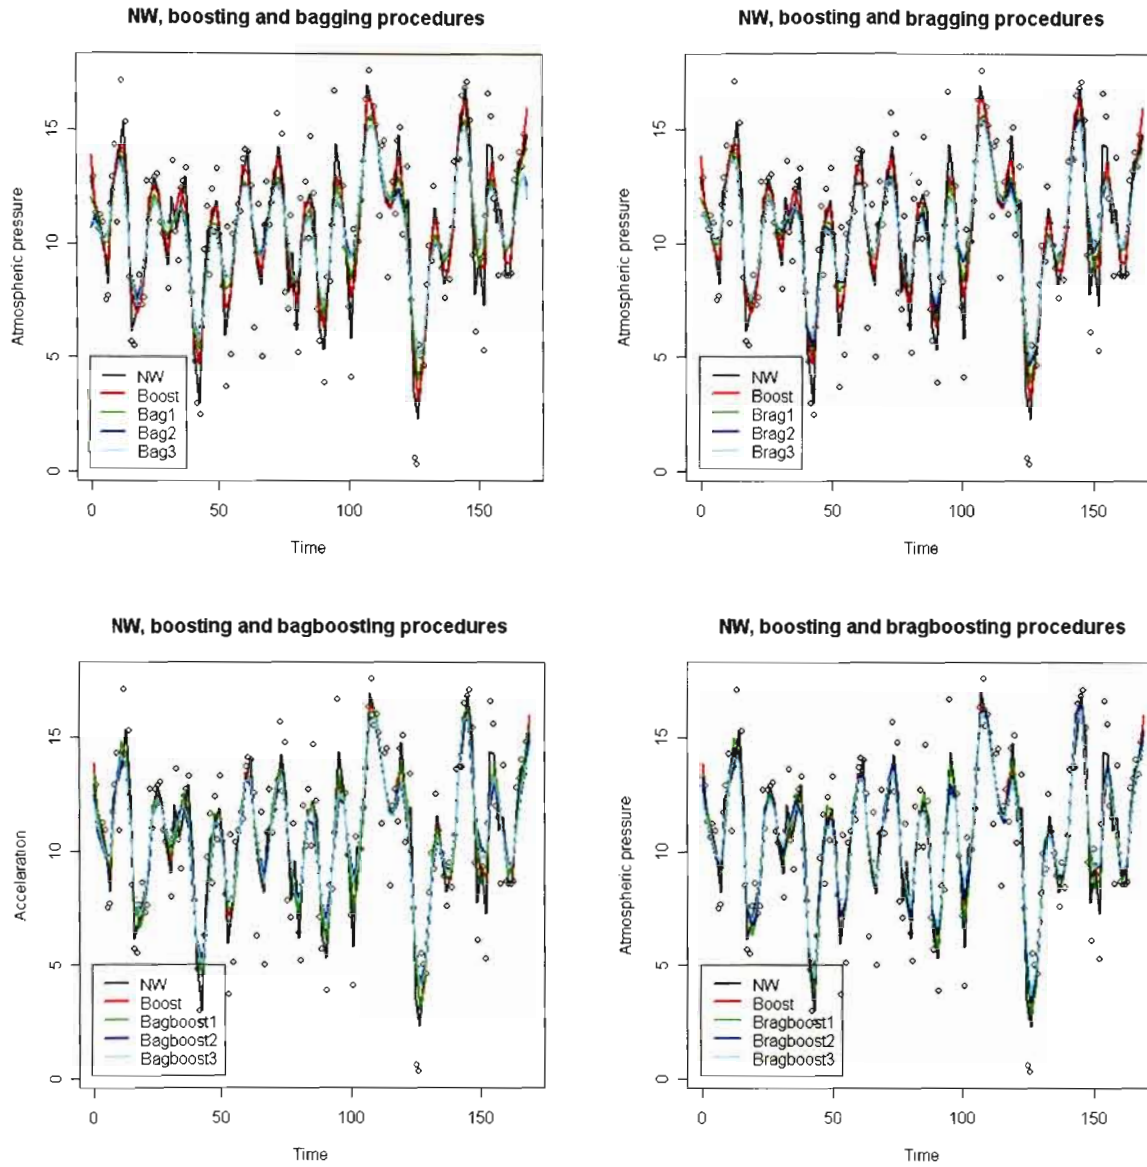 NW, boosting and bagging procedures
Atmospheric pressure
15
10
5
0
NW
Boost
Bag1
Bag2
Bag3
0 50 100 150
Time
NW, boosting and bragging procedures
Atmospheric pressure
15
10
5
0
NW
Boost
Brag1
Brag2
Brag3
0 50 100 150
Time
NW, boosting and bagboosting procedures
Accelaration
15
10
5
0
NW
Boost
Bagboost1
Bagboost2
Bagboost3
0 50 100 150
Time
NW, boosting and bragboosting procedures
Atmospheric pressure
15
10
5
0
NW
Boost
Bragboost1
Bragboost2
Bragboost3
0 50 100 150
Time